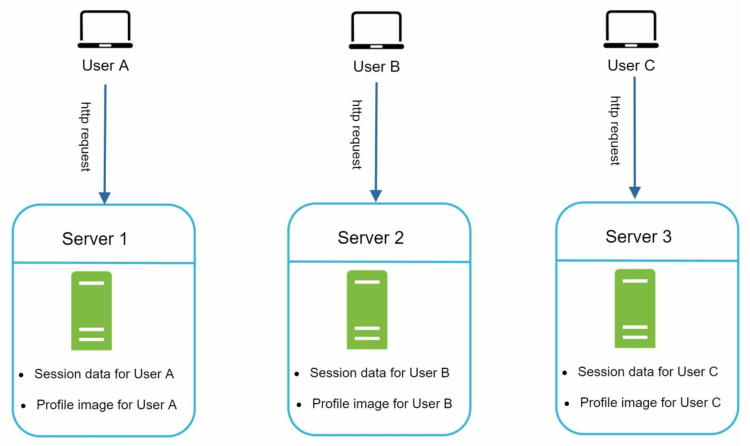 User A
User B
User C
http request
http request
http request
Server 1
Server 2
Server 3
• Session data for User A
• Profile image for User A
• Session data for User B
• Profile image for User B
• Session data for User C
• Profile image for User C